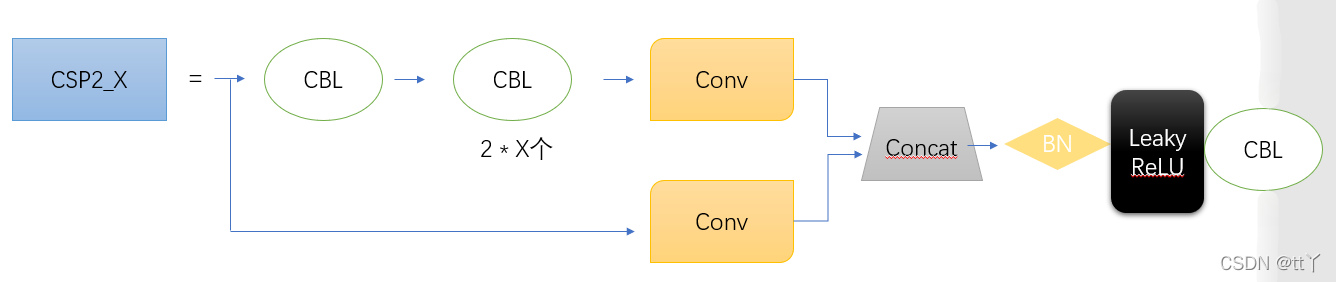 CSP2_X
=
CBL
CBL
2 * X个
Conv
Conv
Concat
BN
Leaky
ReLU
CBL
CSDN @tt丫